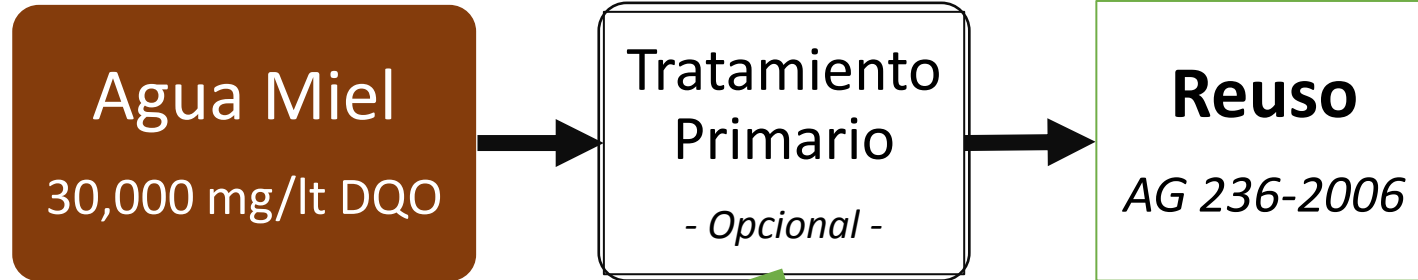 Agua Miel
30,000 mg/lt DQO
Tratamiento
Primario
- Opcional -
Reuso
AG 236-2006